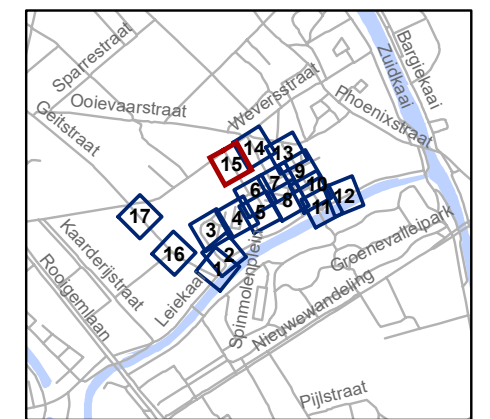 Sparrestraat
Bargiekaai
Zuidkaai
Ooievaarstraat
Weversstraat
Phoenixstraat
Geitstraat
14
13
15
9
7
10
6
12
8
11
5
4
17
3
16
2
1
Kaarderijstraat
Groenevalleipark
Rooigemlaan
Leiekaai
Spinmolenplein
Nieuwewandeling
Pijlstraat